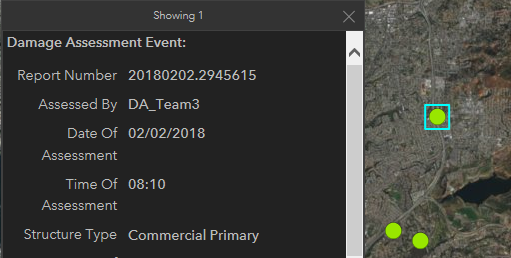 Showing 1
Damage Assessment Event:
Report Number 20180202.2945615
Assessed By DA_Team3
Date Of 02/02/2018
Assessment
Time Of 08:10
Assessment
Structure Type Commercial Primary